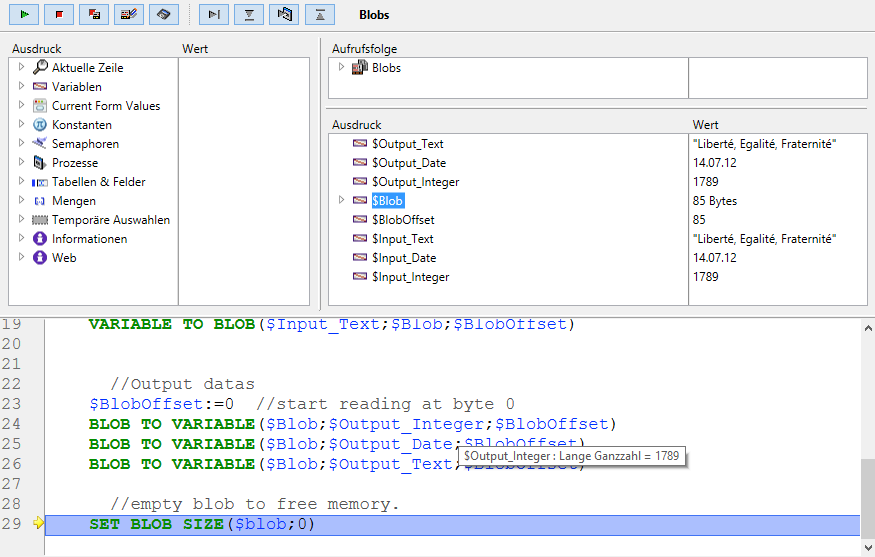 Blobs
Ausdruck Wert
Aktuelle Zeile
Variablen
Current Form Values
Konstanten
Semaphoren
Prozesse
Tabellen & Felder
Mengen
Temporäre Auswahlen
Informationen
Web
Aufrufsfolge
Blobs
Ausdruck Wert
$Output_Text "Liberté, Egalité, Fraternité"
$Output_Date 14.07.12
$Output_Integer 1789
$Blob 85 Bytes
$BlobOffset 85
$Input_Text "Liberté, Egalité, Fraternité"
$Input_Date 14.07.12
$Input_Integer 1789
19 VARIABLE TO BLOB($Input_Text;$Blob;$BlobOffset)
20
21
22 //Output datas
23 $BlobOffset:=0 //start reading at byte 0
24 BLOB TO VARIABLE($Blob;$Output_Integer;$BlobOffset)
25 BLOB TO VARIABLE($Blob;$Output_Date;$BlobOffset)
$Output_Integer : Lange Ganzzahl = 1789
26 BLOB TO VARIABLE($Blob;$Output_Text;$BlobOffset)
27
28 //empty blob to free memory.
29 SET BLOB SIZE($blob;0)